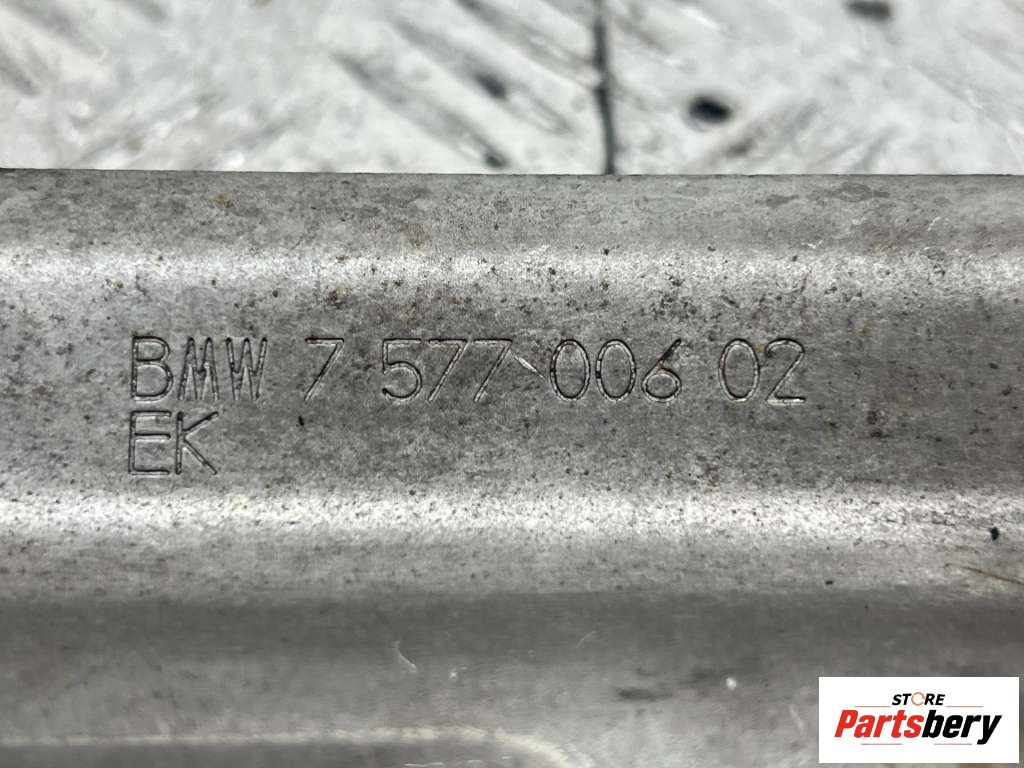 BMW 7 577 006 02
EK
STORE
Partsbery